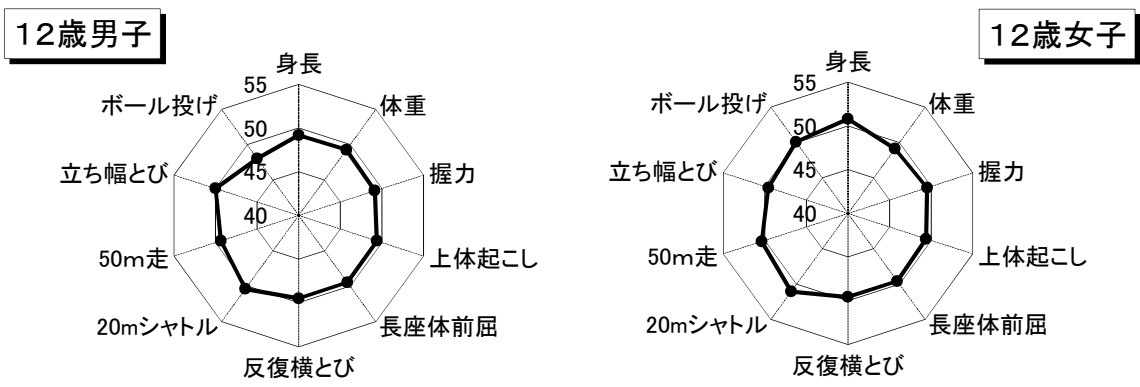 12歳男子
身長
体重
握力
上体起こし
長座体前屈
反復横とび
20mシャトル
50m走
立ち幅とび
ボール投げ
55
50
45
40
12歳女子
身長
体重
握力
上体起こし
長座体前屈
反復横とび
20mシャトル
50m走
立ち幅とび
ボール投げ
55
50
45
40